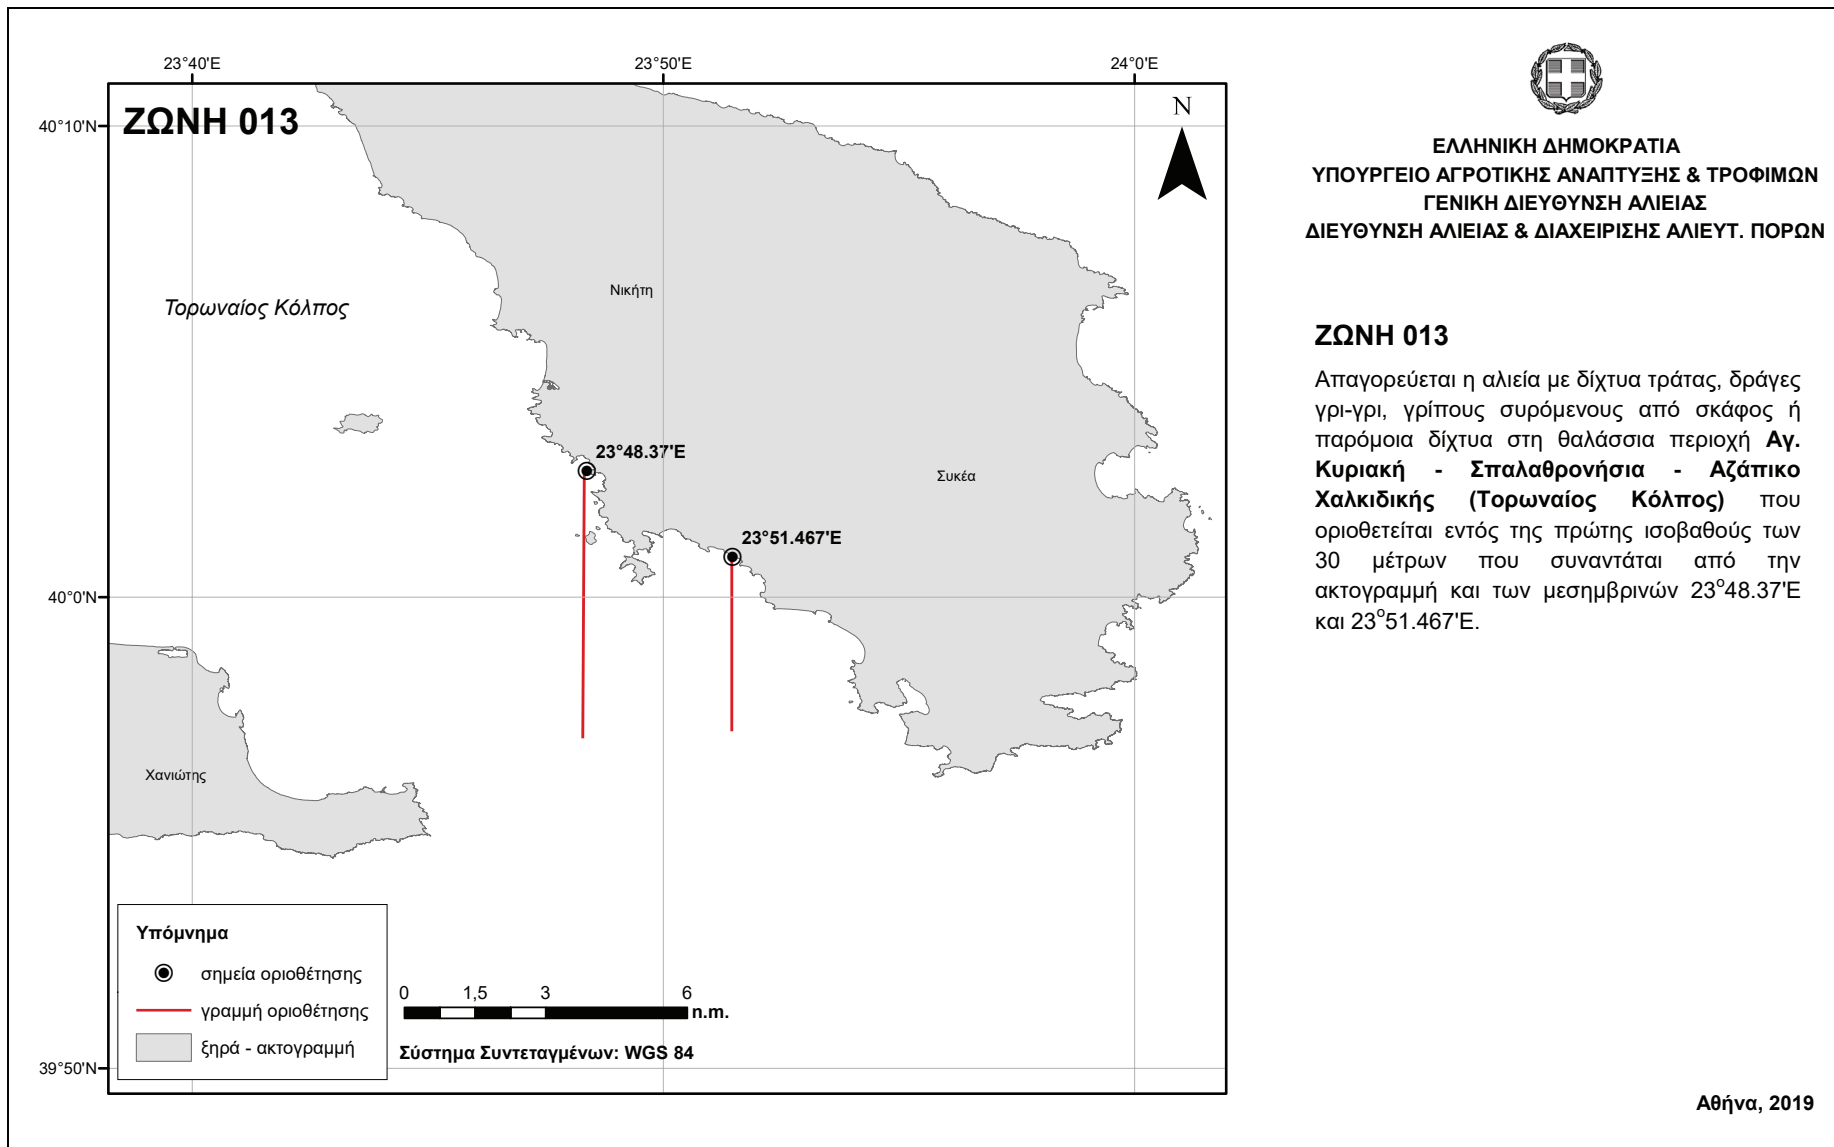 23°40'E
23°50'E
24°0'E
40°10'N
ΖΩΝΗ 013
N
Τορωναίος Κόλπος
Νικήτη
23°48.37'E
Συκέα
23°51.467'E
40°0'N
Χανιώτης
Υπόμνημα
σημεία οριοθέτησης
γραμμή οριοθέτησης
ξηρά - ακτογραμμή
0 1,5 3 6
n.m.
Σύστημα Συντεταγμένων: WGS 84
39°50'N
ΕΛΛΗΝΙΚΗ ΔΗΜΟΚΡΑΤΙΑ
ΥΠΟΥΡΓΕΙΟ ΑΓΡΟΤΙΚΗΣ ΑΝΑΠΤΥΞΗΣ & ΤΡΟΦΙΜΩΝ
ΓΕΝΙΚΗ ΔΙΕΥΘΥΝΣΗ ΑΛΙΕΙΑΣ
ΔΙΕΥΘΥΝΣΗ ΑΛΙΕΙΑΣ & ΔΙΑΧΕΙΡΙΣΗΣ ΑΛΙΕΥΤ. ΠΟΡΩΝ
ΖΩΝΗ 013
Απαγορεύεται η αλιεία με δίχτυα τράτας, δράγες
γρι-γρι, γρίπους συρόμενους από σκάφος ή
παρόμοια δίχτυα στη θαλάσσια περιοχή Αγ.
Κυριακή - Σπαλαθρονήσια - Αζάπικο
Χαλκιδικής (Τορωναίος Κόλπος) που
οριοθετείται εντός της πρώτης ισοβαθούς των
30 μέτρων που συναντάται από την
ακτογραμμή και των μεσημβρινών 23°48.37'Ε
και 23°51.467'Ε.
Αθήνα, 2019